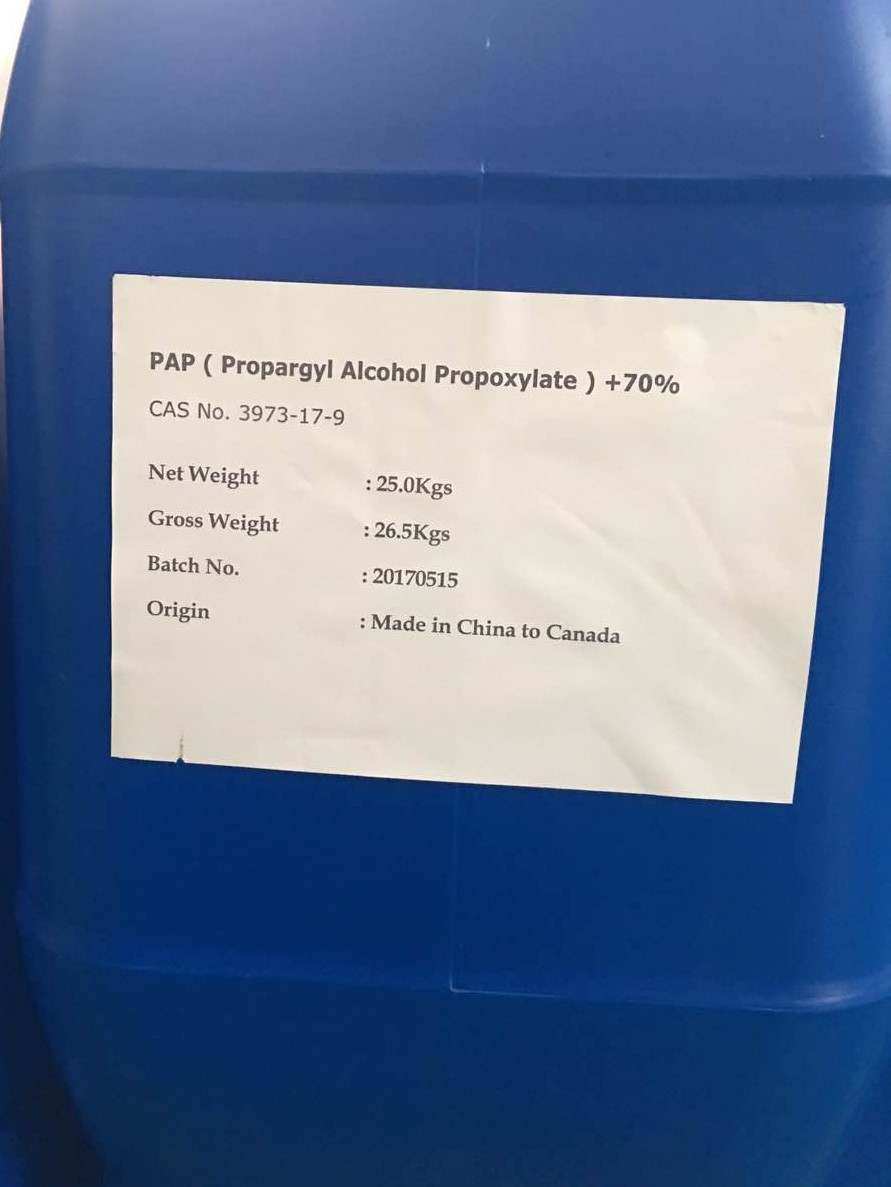 PAP ( Propargyl Alcohol Propoxylate ) +70%
CAS No. 3973-17-9
Net Weight : 25.0Kgs
Gross Weight : 26.5Kgs
Batch No. : 20170515
Origin : Made in China to Canada